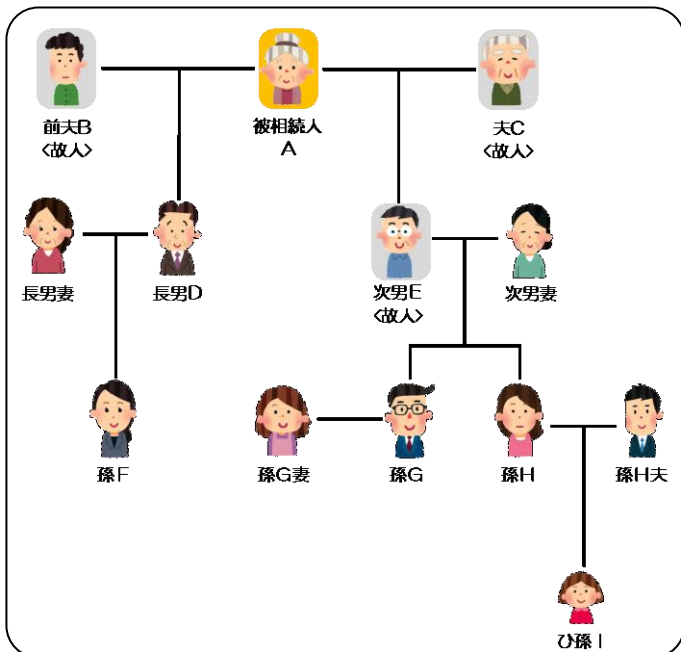 前夫B
<故人>
被相続人
A
夫C
<故人>
長男妻
長男D
次男E
<故人>
次男妻
孫F
孫G妻
孫G
孫H
孫H夫
ひ孫I